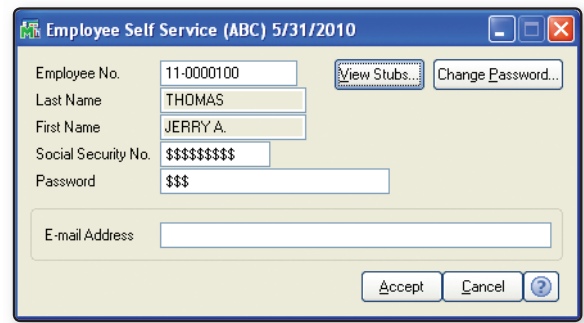 Employee Self Service (ABC) 5/31/2010
Employee No. 11-0000100 View Stubs... Change Password...
Last Name THOMAS
First Name JERRY A.
Social Security No. $$$$$$$$$
Password $$$
E-mail Address
Accept Cancel ?